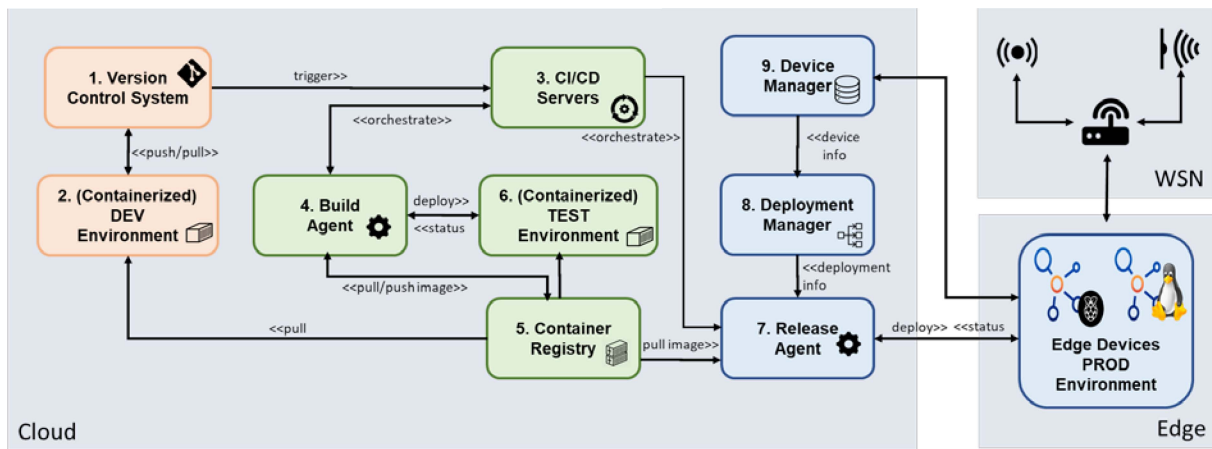 1. Version
Control System
trigger>>
3. CI/CD
Servers
9. Device
Manager
<<orchestrate>>
<<orchestrate>>
<<device
info
<<push/pull>>
WSN
2. (Containerized)
DEV
Environment
4. Build
Agent
deploy>>
<<status
6. (Containerized)
TEST
Environment
8. Deployment
Manager
<<deployment
info
<<pull/push image>>
<<pull
5. Container
Registry
pull image>>
7. Release
Agent
deploy>> <<status
Edge Devices
PROD
Environment
Cloud
Edge